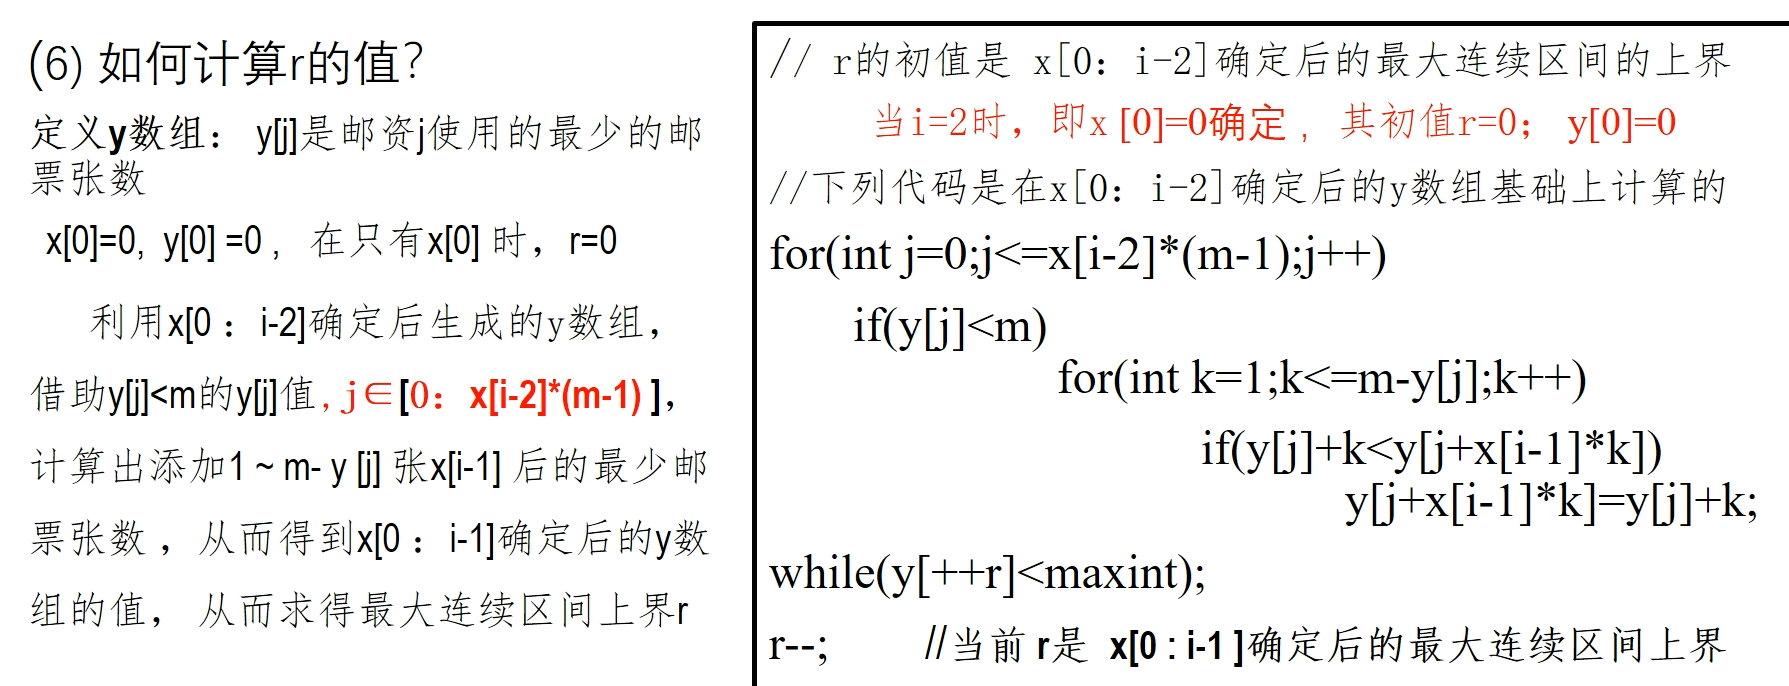 (6) 如何计算r的值?
定义y数组： y[j]是邮资j使用的最少的邮
票张数
x[0]=0, y[0] =0 , 在只有x[0] 时，r=0
利用x[0 : i-2]确定后生成的y数组，
借助y[j]<m的y[j]值,j∈[0: x[i-2]*(m-1) ]，
计算出添加1 ~ m- y [j] 张x[i-1] 后的最少邮
票张数 ，从而得到x[0 : i-1]确定后的y数
组的值， 从而求得最大连续区间上界r
// r的初值是 x[0: i-2]确定后的最大连续区间的上界
当i=2时，即x [0]=0确定 , 其初值r=0; y[0]=0
//下列代码是在x[0: i-2]确定后的y数组基础上计算的
for(int j=0;j<=x[i-2]*(m-1);j++)
if(y[j]<m)
for(int k=1;k<=m-y[j];k++)
if(y[j]+k<y[j+x[i-1]*k])
y[j+x[i-1]*k]=y[j]+k;
while(y[++r]<maxint);
r--; //当前 r是 x[0 : i-1 ]确定后的最大连续区间上界